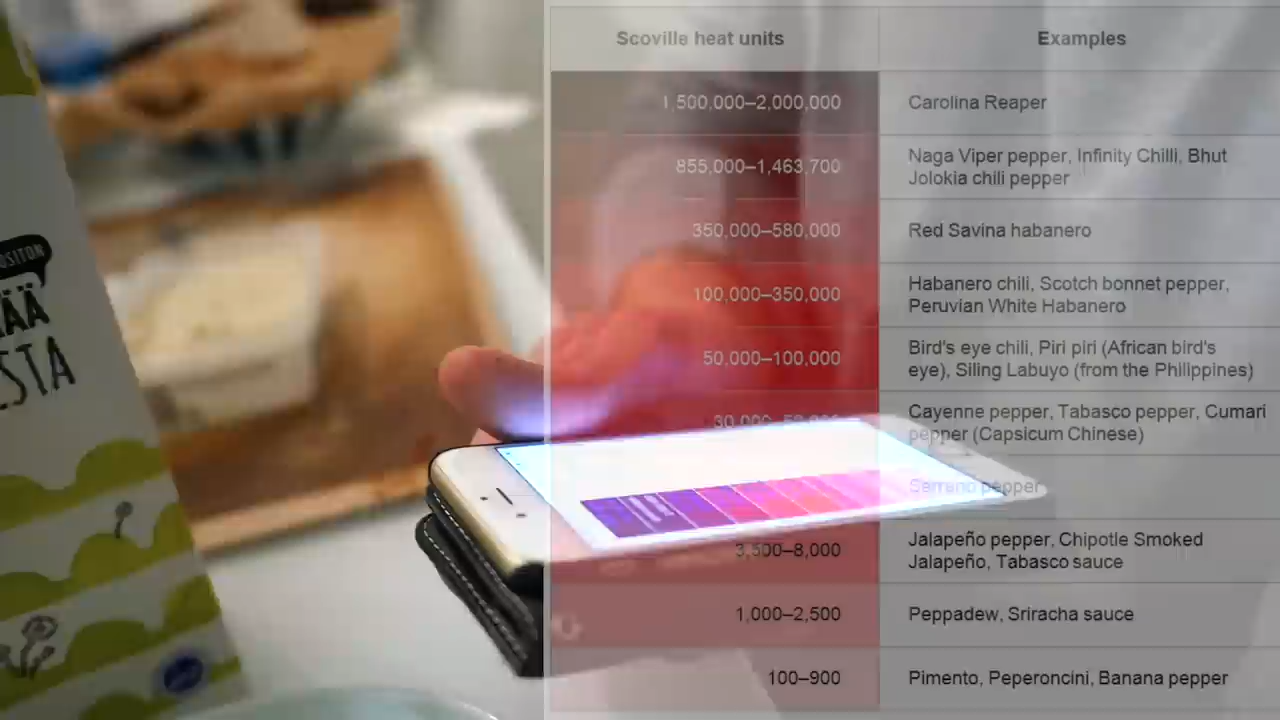 Scoville heat units Examples
1 500,000–2,000,000 Carolina Reaper
855,000–1,463,700 Naga Viper pepper, Infinity Chilli, Bhut
Jolokia chili pepper
350,000–580,000 Red Savina habanero
100,000–350,000 Habanero chili, Scotch bonnet pepper,
Peruvian White Habanero
50,000–100,000 Bird's eye chili, Piri piri (African bird's
eye), Siling Labuyo (from the Philippines)
Cayenne pepper, Tabasco pepper, Cumari
pepper (Capsicum Chinese)
Serrano pepper
3,500–8,000 Jalapeño pepper, Chipotle Smoked
Jalapeño, Tabasco sauce
1,000–2,500 Peppadew, Sriracha sauce
100–900 Pimento, Peperoncini, Banana pepper